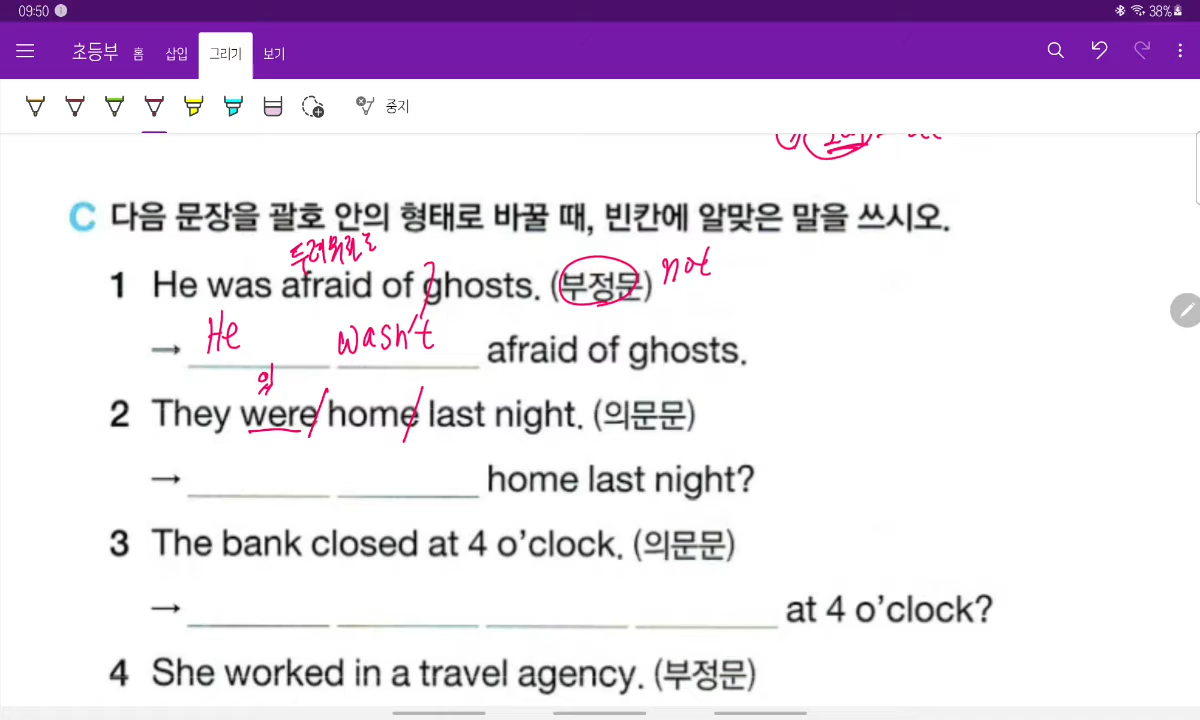 09:50 38%
초등부 홈 삽입 그리기 보기
중지
C 다음 문장을 괄호 안의 형태로 바꿀 때, 빈칸에 알맞은 말을 쓰시오.
1 He was afraid of ghosts. (부정문) not
→ He wasn't afraid of ghosts.
2 They were home last night. (의문문)
→ home last night?
3 The bank closed at 4 o'clock. (의문문)
→ at 4 o'clock?
4 She worked in a travel agency. (부정문)